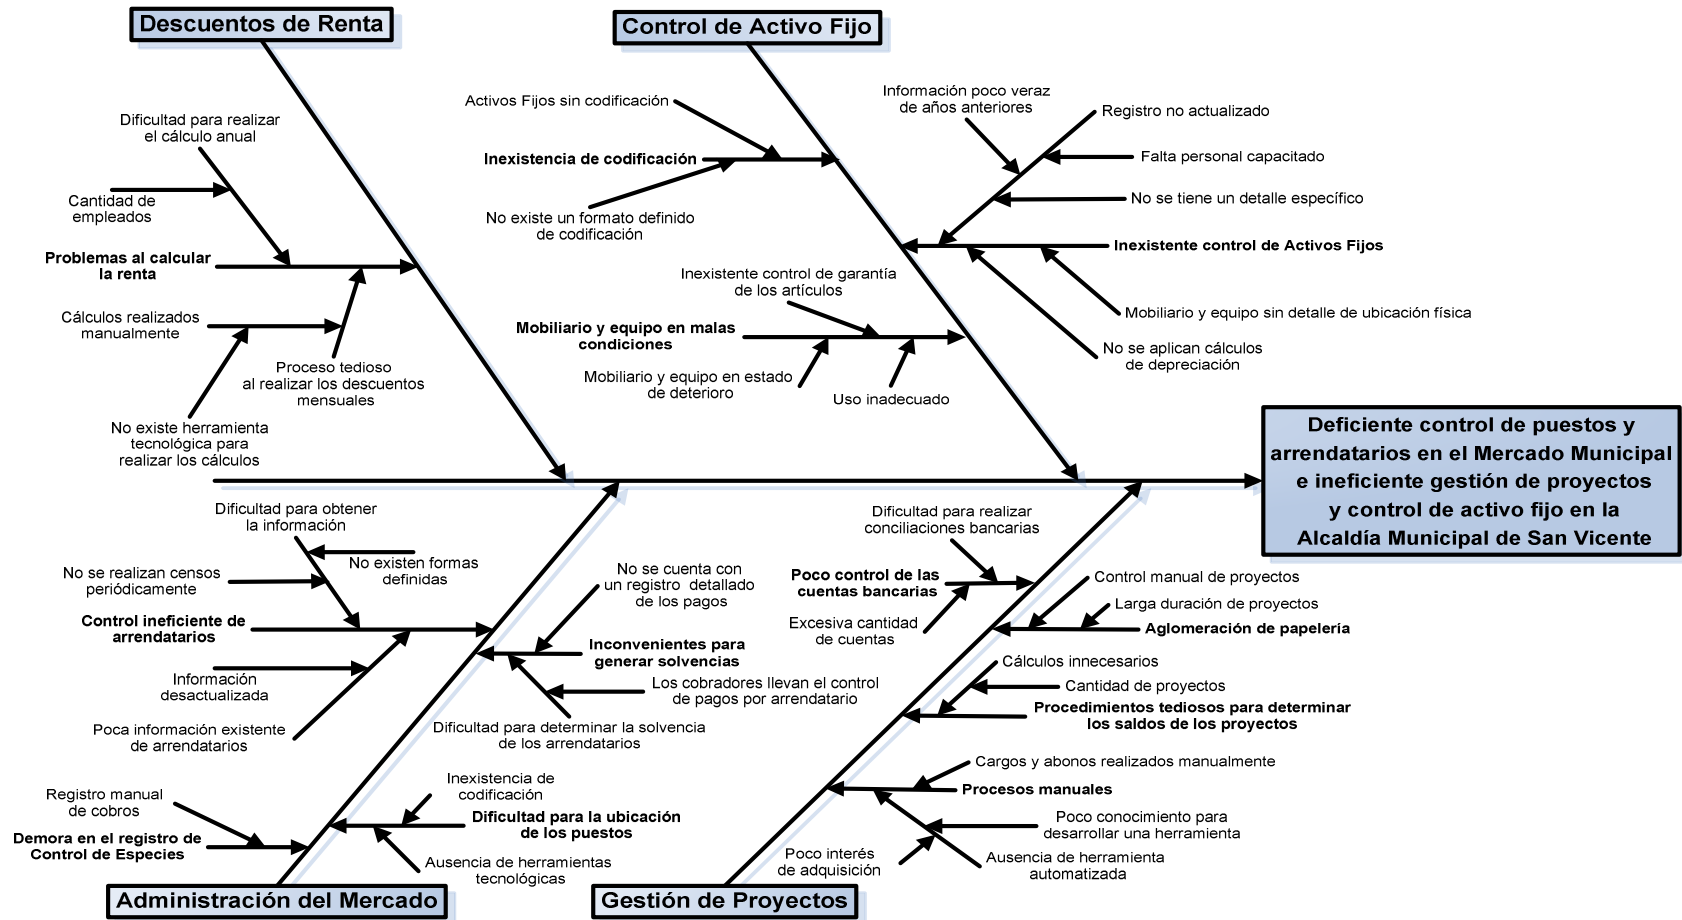 Descuentos de Renta
Control de Activo Fijo
Dificultad para realizar
el cálculo anual
Cantidad de
empleados
Problemas al calcular
la renta
Cálculos realizados
manualmente
Proceso tedioso
al realizar los descuentos
mensuales
No existe herramienta
tecnológica para
realizar los cálculos
Activos Fijos sin codificación
Inexistencia de codificación
No existe un formato definido
de codificación
Información poco veraz
de años anteriores
Registro no actualizado
Falta personal capacitado
No se tiene un detalle específico
Inexistente control de Activos Fijos
Mobiliario y equipo sin detalle de ubicación física
No se aplican cálculos
de depreciación
Inexistente control de garantía
de los artículos
Mobiliario y equipo en malas
condiciones
Mobiliario y equipo en estado
de deterioro
Uso inadecuado
Deficiente control de puestos y
arrendatarios en el Mercado Municipal
e ineficiente gestión de proyectos
y control de activo fijo en la
Alcaldía Municipal de San Vicente
Dificultad para obtener
la información
No existen formas
definidas
No se realizan censos
periódicamente
Control ineficiente de
arrendatarios
Información
desactualizada
Poca información existente
de arrendatarios
No se cuenta con
un registro detallado
de los pagos
Inconvenientes para
generar solvencias
Los cobradores llevan el control
de pagos por arrendatario
Dificultad para determinar la solvencia
de los arrendatarios
Registro manual
de cobros
Demora en el registro de
Control de Especies
Inexistencia de
codificación
Dificultad para la ubicación
de los puestos
Ausencia de herramientas
tecnológicas
Dificultad para realizar
conciliaciones bancarias
Poco control de las
cuentas bancarias
Excesiva cantidad
de cuentas
Control manual de proyectos
Larga duración de proyectos
Aglomeración de papelería
Cálculos innecesarios
Cantidad de proyectos
Procedimientos tediosos para determinar
los saldos de los proyectos
Cargos y abonos realizados manualmente
Procesos manuales
Poco conocimiento para
desarrollar una herramienta
Poco interés
de adquisición
Ausencia de herramienta
automatizada
Administración del Mercado
Gestión de Proyectos